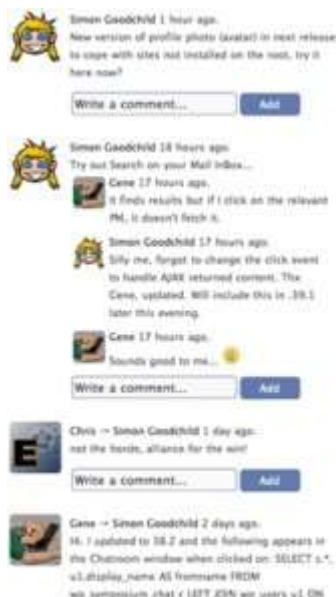 Simon Goodchild 1 hour ago.
New version of profile photo (avatar) in next release
to cope with sites not installed on the root, try it
here now?
Write a comment...
Add
Simon Goodchild 18 hours ago.
Try out Search on your Mail InBox...
Gene 17 hours ago.
It finds results but if I click on the relevant
PM, it doesn't fetch it.
Simon Goodchild 17 hours ago.
Silly me, forgot to change the click event
to handle AJAX returned content. Thx
Gene, updated. Will include this in .39.1
later this evening.
Gene 17 hours ago.
Sounds good to me...
Write a comment...
Add
E
Chris → Simon Goodchild 1 day ago.
not the horde, alliance for the win!
Write a comment...
Add
Gene → Simon Goodchild 2 days ago.
Hi. I updated to 38.2 and the following appears in
the Chatroom window when clicked on: SELECT c.*,
u1.display_name AS fromname FROM
wp_symposium_chat c LEFT JOIN wp_users u1 ON